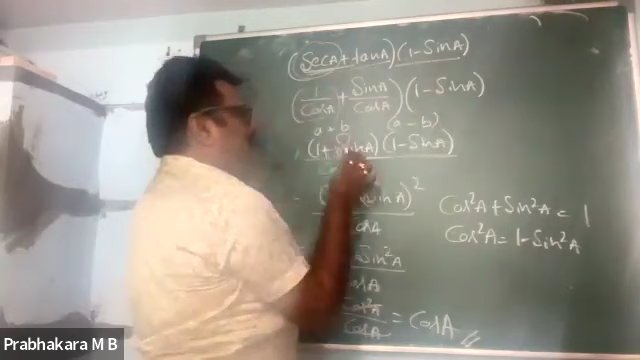 (SecA + tanA) (1 - SinA)
(1/CosA + SinA/CosA) (1 - SinA)
a + b (a - b)
(1 + SinA) (1 - SinA)
SinA)²
CosA
Cos²A + Sin²A = 1
Cos²A = 1 - Sin²A
Sin²A
CosA
Cos²A/CosA = CosA
Prabhakara M B